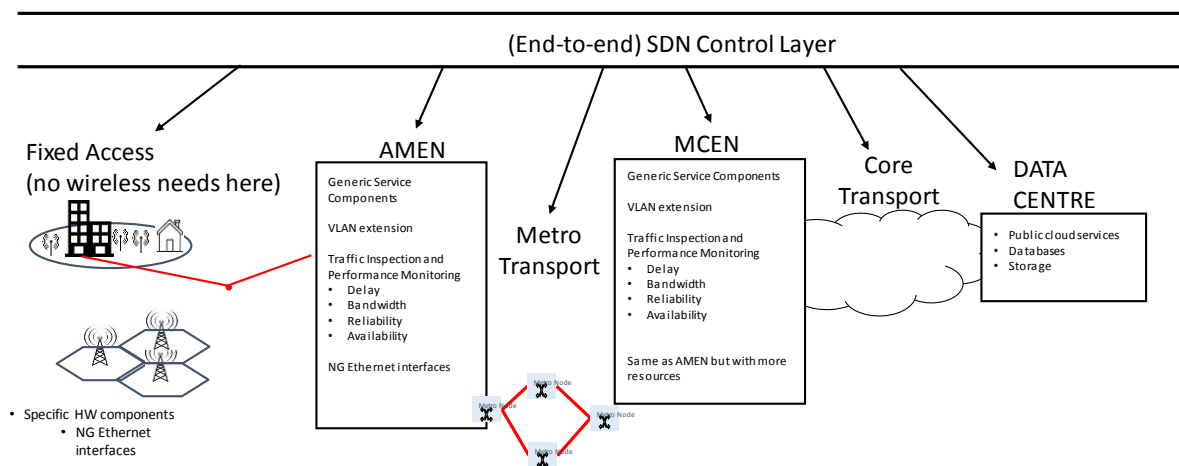 (End-to-end) SDN Control Layer
Fixed Access
(no wireless needs here)
• Specific HW components
• NG Ethernet
interfaces
AMEN
Generic Service
Components
VLAN extension
Traffic Inspection and
Performance Monitoring
• Delay
• Bandwidth
• Reliability
• Availability
NG Ethernet interfaces
Metro
Transport
Metro Node
Metro Node
Metro Node
Metro Node
MCEN
Generic Service Components
VLAN extension
Traffic Inspection and
Performance Monitoring
• Delay
• Bandwidth
• Reliability
• Availability
Same as AMEN but with more
resources
Core
Transport
DATA
CENTRE
• Public cloud services
• Databases
• Storage